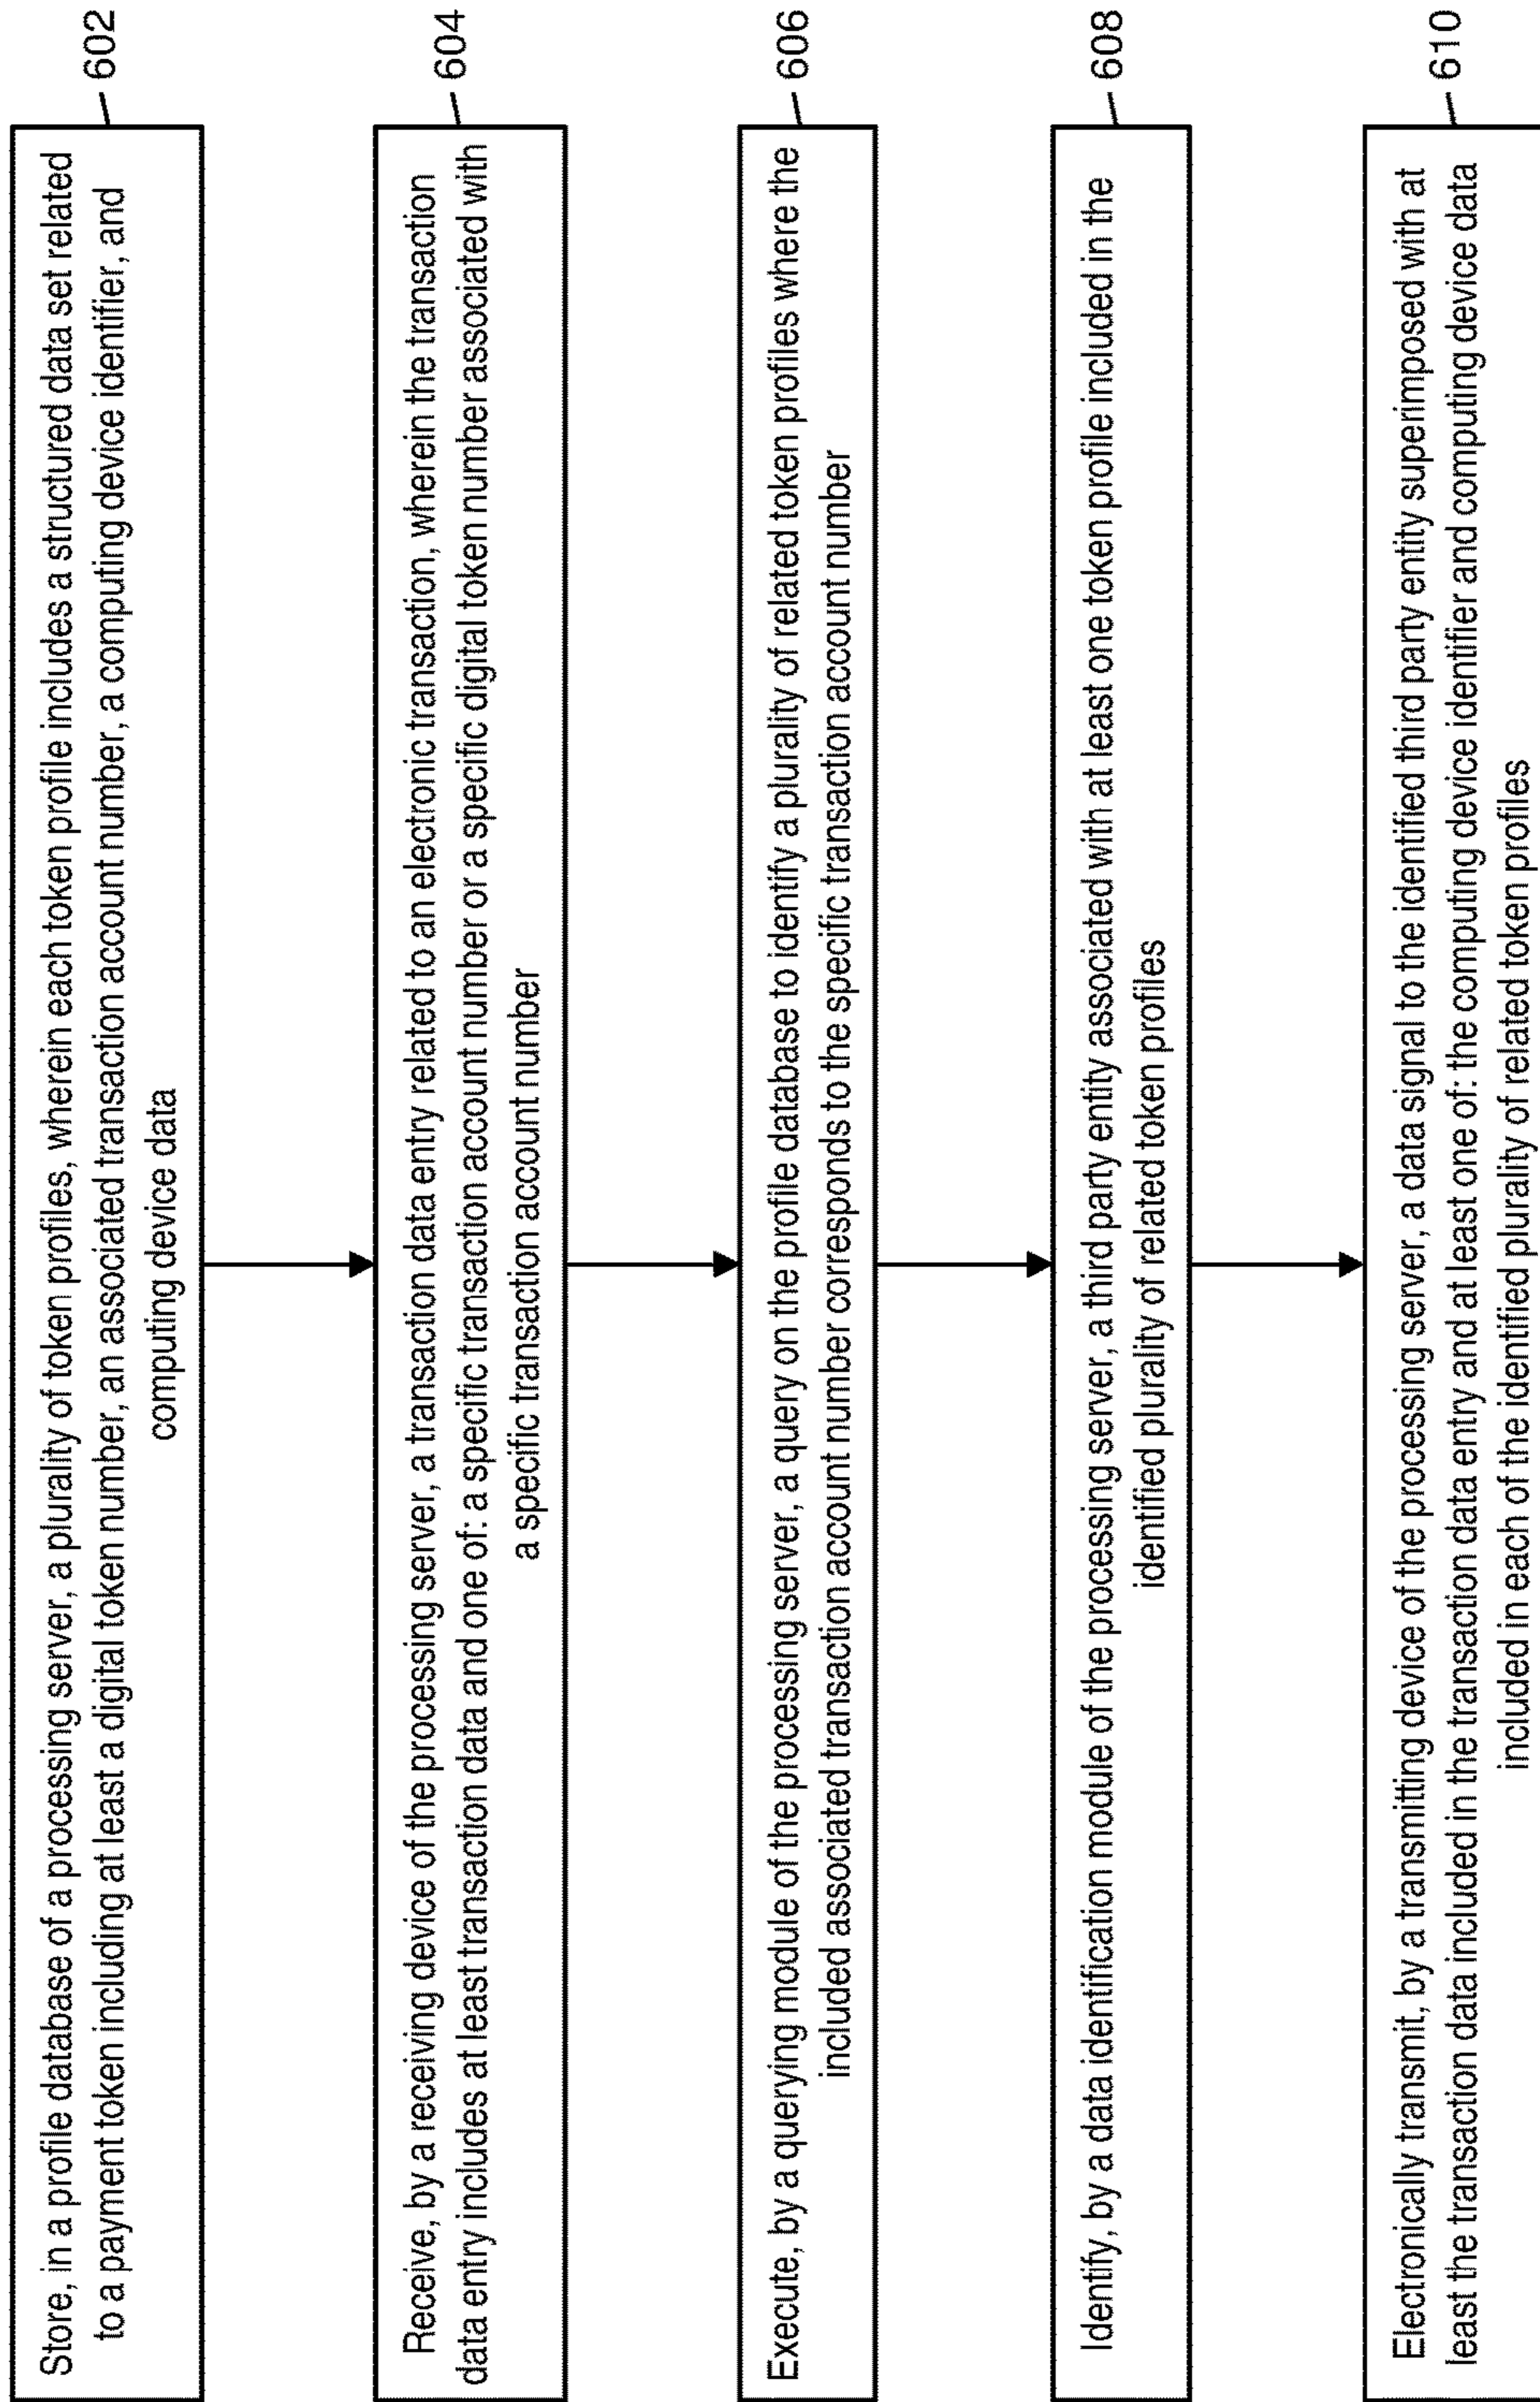 Store, in a profile database of a processing server, a plurality of token profiles, wherein each token profile includes a structured data set related
to a payment token including at least a digital token number, an associated transaction account number, a computing device identifier, and
computing device data
602
Receive, by a receiving device of the processing server, a transaction data entry related to an electronic transaction, wherein the transaction
data entry includes at least transaction data and one of: a specific transaction account number or a specific digital token number associated with
a specific transaction account number
604
Execute, by a querying module of the processing server, a query on the profile database to identify a plurality of related token profiles where the
included associated transaction account number corresponds to the specific transaction account number
606
Identify, by a data identification module of the processing server, a third party entity associated with at least one token profile included in the
identified plurality of related token profiles
608
Electronically transmit, by a transmitting device of the processing server, a data signal to the identified third party entity superimposed with at
least the transaction data included in the transaction data entry and at least one of: the computing device identifier and computing device data
included in each of the identified plurality of related token profiles
610